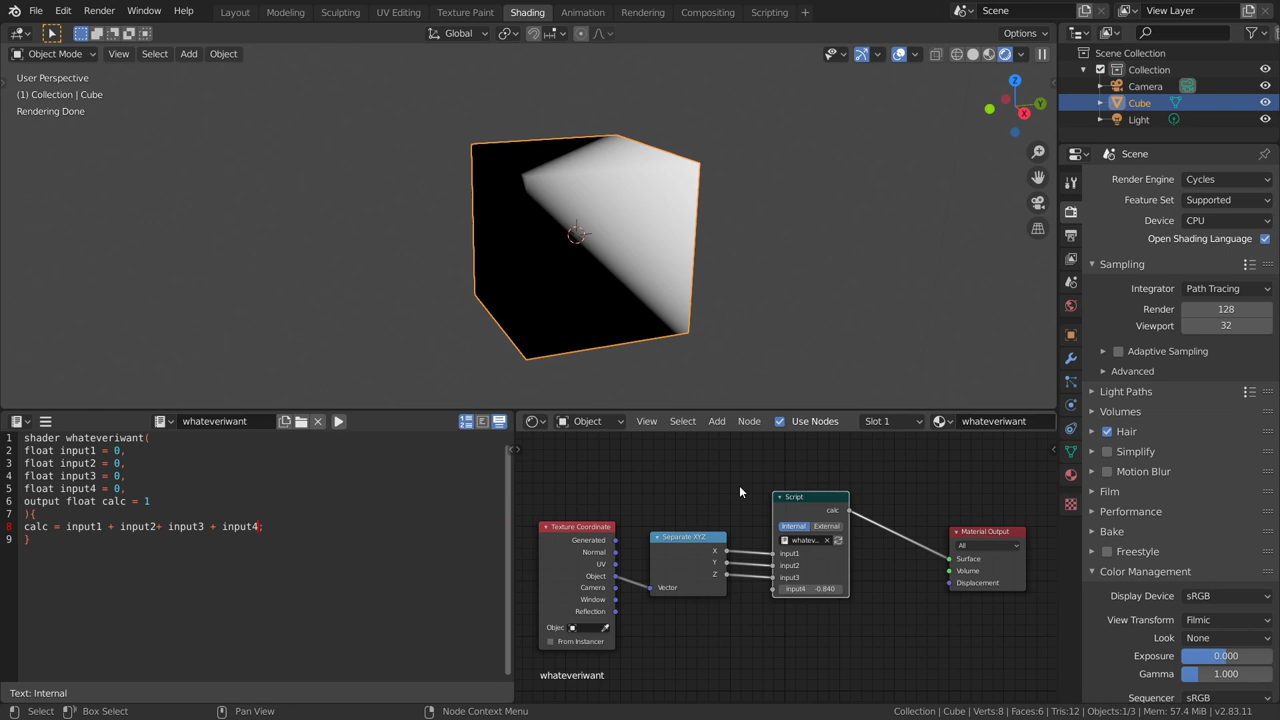 File Edit Render Window Help Layout Modeling Sculpting UV Editing Texture Paint Shading Animation Rendering Compositing Scripting + Scene View Layer
Global Options
Object Mode View Select Add Object
User Perspective
(1) Collection | Cube
Rendering Done
Z
Y
X
Scene Collection
Collection
Camera
Cube
Light
Scene
Render Engine Cycles
Feature Set Supported
Device CPU
Open Shading Language
Sampling
Integrator Path Tracing
Render 128
Viewport 32
Adaptive Sampling
Advanced
Light Paths
Volumes
Hair
Simplify
Motion Blur
Film
Performance
Bake
Freestyle
Color Management
Display Device sRGB
View Transform Filmic
Look None
Exposure 0.000
Gamma 1.000
Sequencer sRGB
whateveriwant
1 shader whateveriwant(
2 float input1 = 0,
3 float input2 = 0,
4 float input3 = 0,
5 float input4 = 0,
6 output float calc = 1
7 ){
8 calc = input1 + input2+ input3 + input4;
9 }
Text: Internal
Object View Select Add Node Use Nodes Slot 1 whateveriwant
Texture Coordinate
Generated
Normal
UV
Object
Camera
Window
Reflection
Objec
From Instancer
Separate XYZ
X
Y
Z
Vector
Script
calc
Internal External
whatev...
input1
input2
input3
input4 -0.840
Material Output
All
Surface
Volume
Displacement
whateveriwant
Select Box Select Pan View Node Context Menu Collection | Cube | Verts:8 | Faces:6 | Tris:12 | Objects:1/3 | Mem: 57.4 MiB | v2.83.11